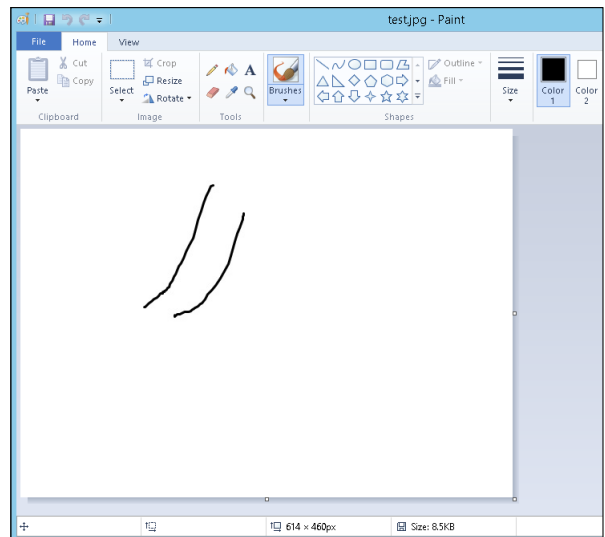 test.jpg - Paint
File Home View
Paste
Cut
Copy
Clipboard
Select
Crop
Resize
Rotate
Image
A
Tools
Brushes
Outline
Fill
Shapes
Size
Color 1
Color 2
614 × 460px
Size: 8.5KB